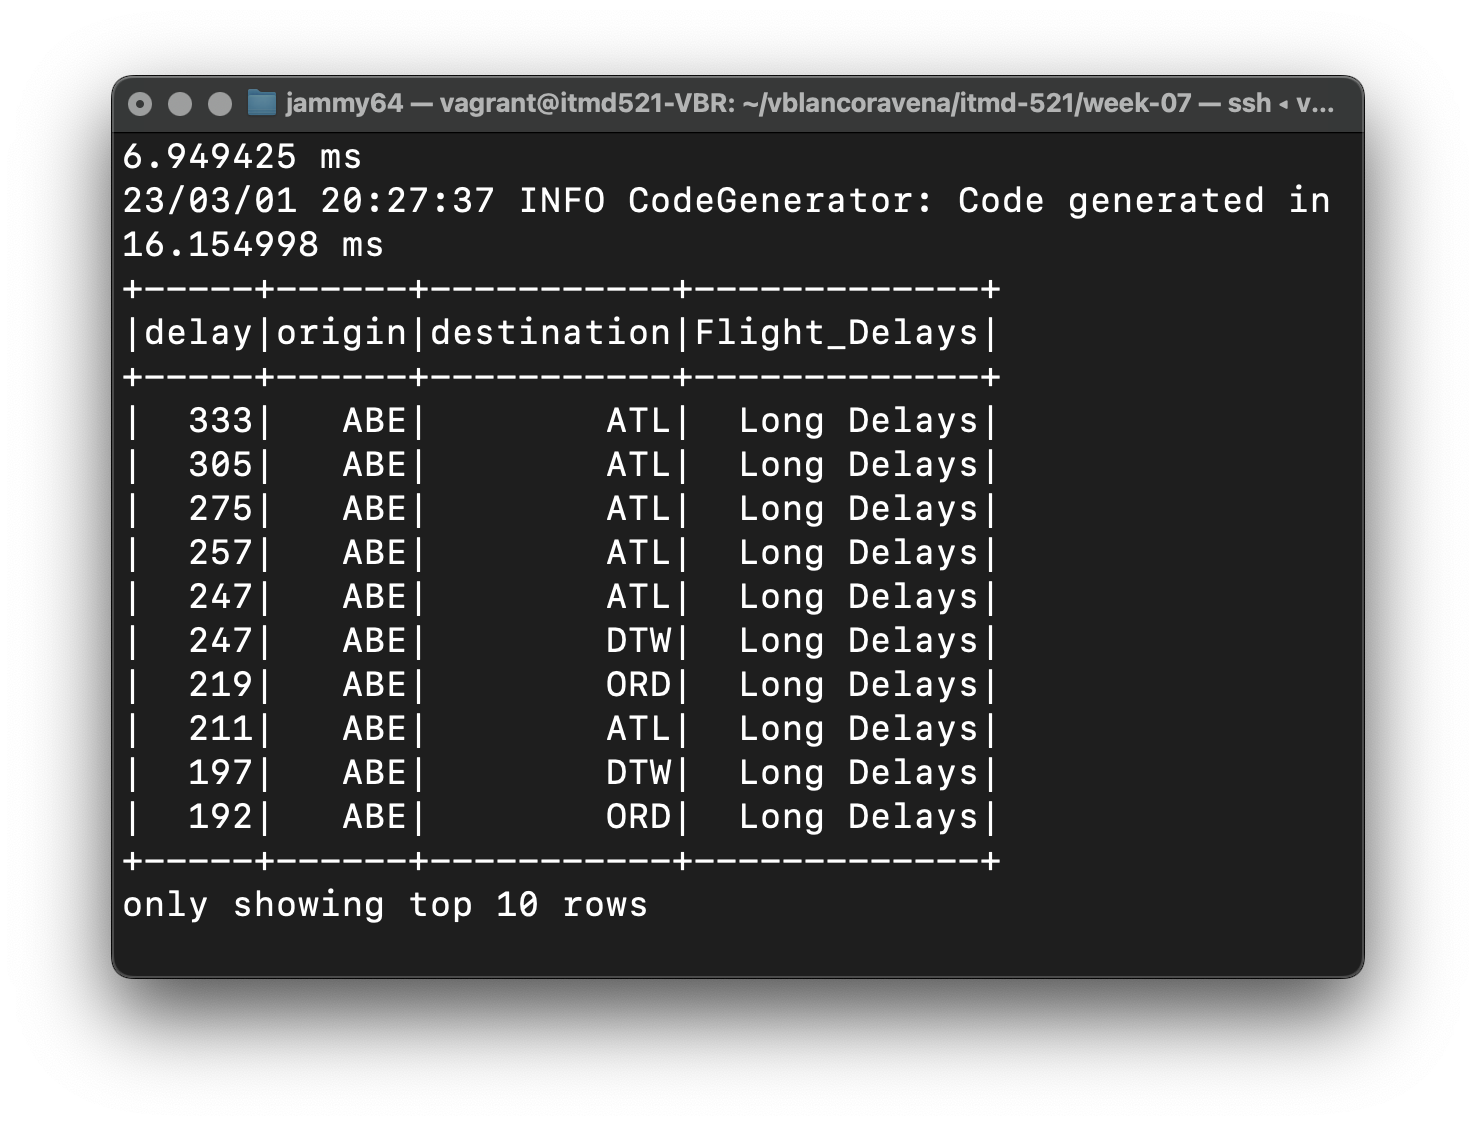 jammy64 — vagrant@itmd521-VBR: ~/vblancoravena/itmd-521/week-07 — ssh ◂ v...
6.949425 ms
23/03/01 20:27:37 INFO CodeGenerator: Code generated in
16.154998 ms
+-----+------+-----------+-------------+
|delay|origin|destination|Flight_Delays|
+-----+------+-----------+-------------+
|  333|   ABE|        ATL|  Long Delays|
|  305|   ABE|        ATL|  Long Delays|
|  275|   ABE|        ATL|  Long Delays|
|  257|   ABE|        ATL|  Long Delays|
|  247|   ABE|        ATL|  Long Delays|
|  247|   ABE|        DTW|  Long Delays|
|  219|   ABE|        ORD|  Long Delays|
|  211|   ABE|        ATL|  Long Delays|
|  197|   ABE|        DTW|  Long Delays|
|  192|   ABE|        ORD|  Long Delays|
+-----+------+-----------+-------------+
only showing top 10 rows